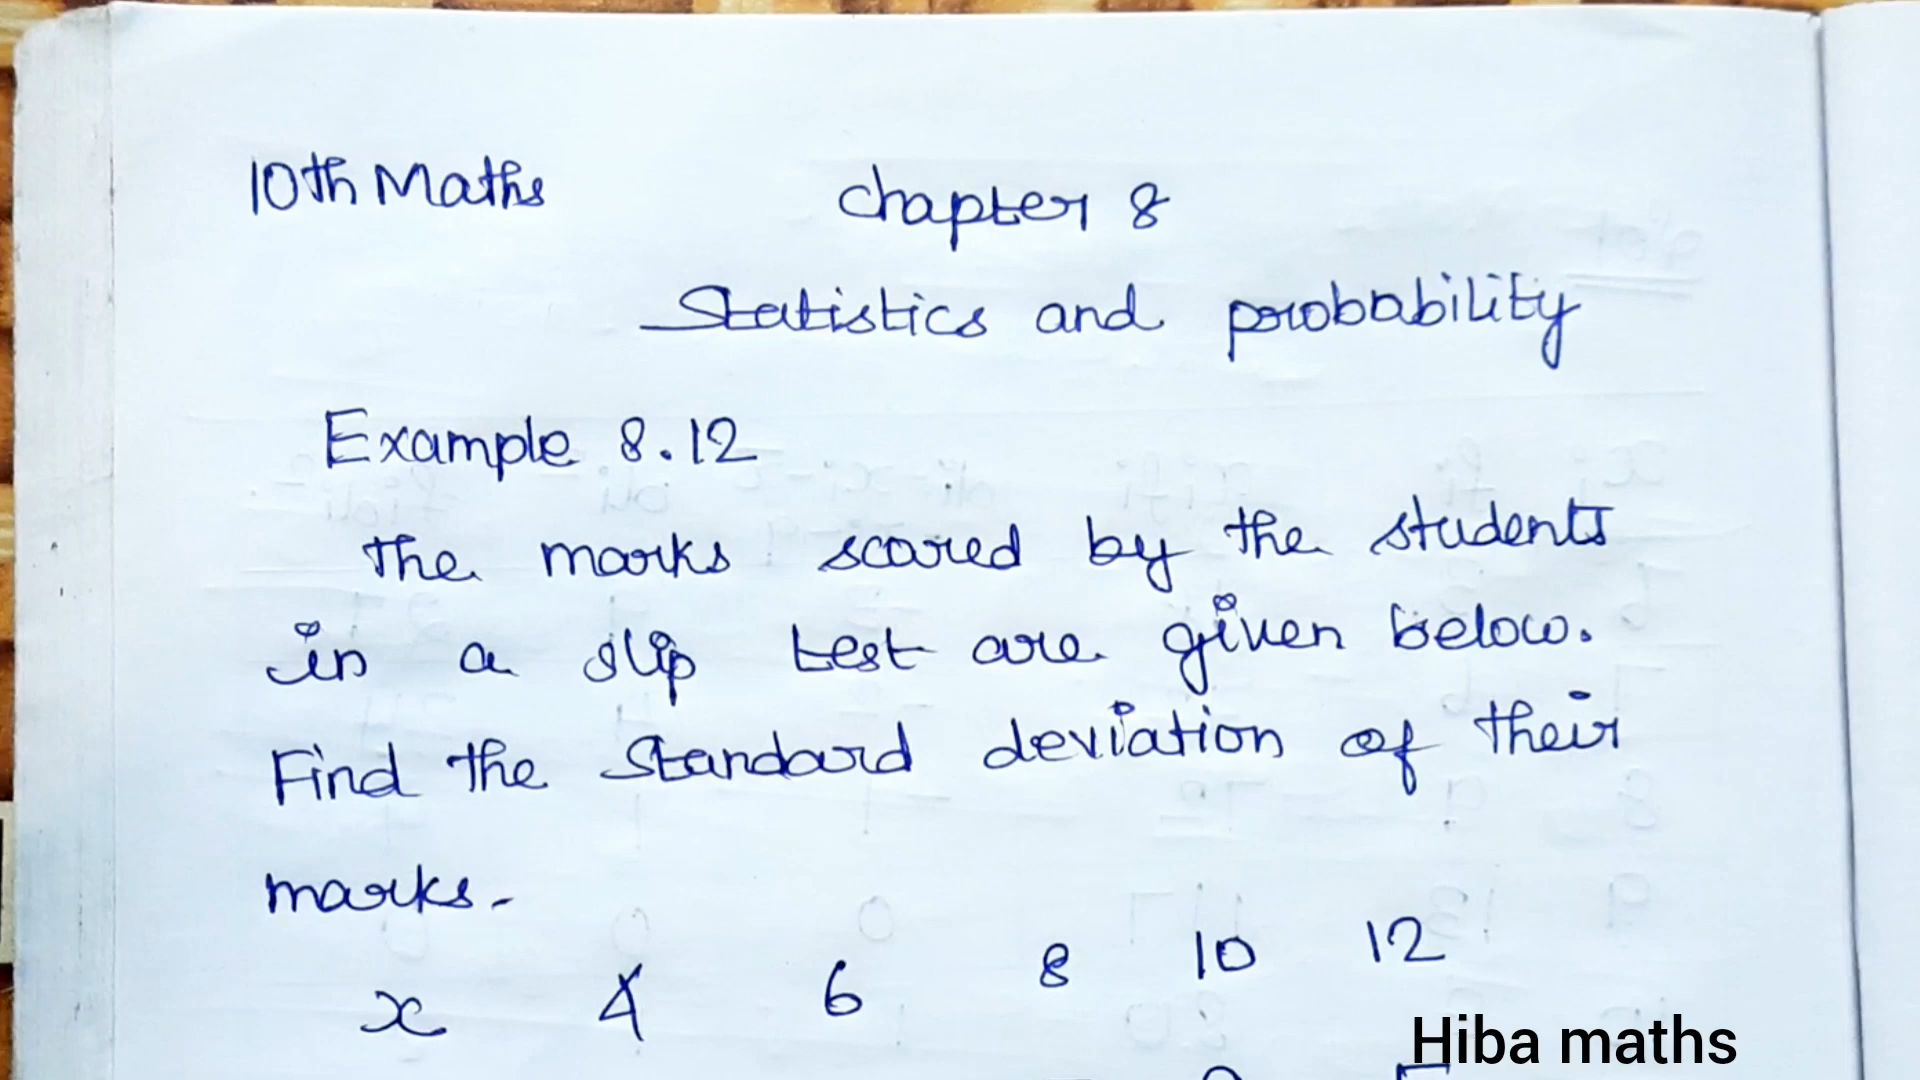 10th Maths chapter 8
Statistics and probability
Example 8.12
The marks scored by the students
in a slip test are given below.
Find the Standard deviation of their
marks.
x 4 6 8 10 12
Hiba maths